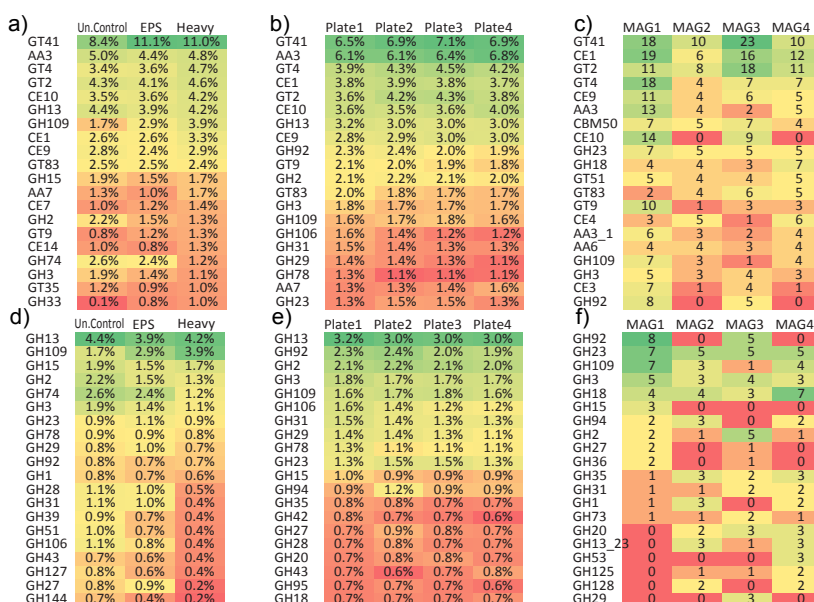 a)
Un.Control EPS Heavy
GT41 8.4% 11.1% 11.0%
AA3 5.0% 4.4% 4.8%
GT4 3.4% 3.6% 4.7%
GT2 4.3% 4.1% 4.6%
CE10 3.5% 3.6% 4.2%
GH13 4.4% 3.9% 4.2%
GH109 1.7% 2.9% 3.9%
CE1 2.6% 2.6% 3.3%
CE9 2.8% 2.4% 2.9%
GT83 2.5% 2.5% 2.4%
GH15 1.9% 1.5% 1.7%
AA7 1.3% 1.0% 1.7%
CE7 1.0% 1.2% 1.4%
GH2 2.2% 1.5% 1.3%
GT9 0.8% 1.2% 1.3%
CE14 1.0% 0.8% 1.3%
GH74 2.6% 2.4% 1.2%
GH3 1.9% 1.4% 1.1%
GT35 1.2% 0.9% 1.0%
GH33 0.1% 0.8% 1.0%
b)
Plate1 Plate2 Plate3 Plate4
GT41 6.5% 6.9% 7.1% 6.9%
AA3 6.1% 6.1% 6.4% 6.8%
GT4 3.9% 4.3% 4.5% 4.2%
CE1 3.8% 3.9% 3.8% 3.7%
GT2 3.6% 4.2% 4.3% 3.8%
CE10 3.6% 3.5% 3.6% 4.0%
GH13 3.2% 3.0% 3.0% 3.0%
CE9 2.8% 2.9% 3.0% 3.0%
GH92 2.3% 2.4% 2.0% 1.9%
GT9 2.1% 2.0% 1.9% 1.8%
GH2 2.1% 2.2% 2.1% 2.0%
GT83 2.0% 1.8% 1.7% 1.7%
GH3 1.8% 1.7% 1.7% 1.7%
GH109 1.6% 1.7% 1.8% 1.6%
GH106 1.6% 1.4% 1.2% 1.2%
GH31 1.5% 1.4% 1.3% 1.3%
GH29 1.4% 1.4% 1.3% 1.1%
GH78 1.3% 1.1% 1.1% 1.1%
AA7 1.3% 1.3% 1.4% 1.6%
GH23 1.3% 1.5% 1.5% 1.3%
c)
MAG1 MAG2 MAG3 MAG4
GT41 18 10 23 10
CE1 19 6 16 12
GT2 11 8 18 11
GT4 18 4 7 7
CE9 11 4 6 5
AA3 13 4 2 5
CBM50 7 5 7 4
CE10 14 0 9 0
GH23 7 5 5 5
GH18 4 4 3 7
GT51 5 4 4 5
GT83 2 4 6 5
GT9 10 1 3 3
CE4 3 5 1 6
AA3_1 6 3 2 4
AA6 4 4 3 4
GH109 7 3 1 4
GH3 5 3 4 3
CE3 7 1 4 1
GH92 8 0 5 0
d)
Un.Control EPS Heavy
GH13 4.4% 3.9% 4.2%
GH109 1.7% 2.9% 3.9%
GH15 1.9% 1.5% 1.7%
GH2 2.2% 1.5% 1.3%
GH74 2.6% 2.4% 1.2%
GH3 1.9% 1.4% 1.1%
GH23 0.9% 1.1% 0.9%
GH78 0.9% 0.9% 0.8%
GH29 0.8% 1.0% 0.7%
GH92 0.8% 0.7% 0.7%
GH1 0.8% 0.7% 0.6%
GH28 1.1% 1.0% 0.5%
GH31 1.1% 1.0% 0.4%
GH39 0.9% 0.7% 0.4%
GH51 1.0% 0.7% 0.4%
GH106 1.1% 0.8% 0.4%
GH43 0.7% 0.6% 0.4%
GH127 0.8% 0.6% 0.4%
GH27 0.8% 0.9% 0.2%
GH144 0.7% 0.4% 0.2%
e)
Plate1 Plate2 Plate3 Plate4
GH13 3.2% 3.0% 3.0% 3.0%
GH92 2.3% 2.4% 2.0% 1.9%
GH2 2.1% 2.2% 2.1% 2.0%
GH3 1.8% 1.7% 1.7% 1.7%
GH109 1.6% 1.7% 1.8% 1.6%
GH106 1.6% 1.4% 1.2% 1.2%
GH31 1.5% 1.4% 1.3% 1.3%
GH29 1.4% 1.4% 1.3% 1.1%
GH78 1.3% 1.1% 1.1% 1.1%
GH23 1.3% 1.5% 1.5% 1.3%
GH15 1.0% 0.9% 0.9% 0.9%
GH94 0.9% 1.2% 0.9% 0.9%
GH35 0.8% 0.8% 0.7% 0.7%
GH42 0.8% 0.7% 0.7% 0.6%
GH27 0.7% 0.9% 0.8% 0.7%
GH28 0.7% 0.8% 0.7% 0.7%
GH20 0.7% 0.8% 0.8% 0.7%
GH43 0.7% 0.6% 0.7% 0.8%
GH95 0.7% 0.7% 0.7% 0.6%
GH18 0.7% 0.7% 0.7% 0.7%
f)
MAG1 MAG2 MAG3 MAG4
GH92 8 0 5 0
GH23 7 5 5 5
GH109 7 3 1 4
GH3 5 3 4 3
GH18 4 4 3 7
GH15 3 0 0 0
GH94 2 3 0 2
GH2 2 1 5 1
GH27 2 0 1 0
GH36 2 0 1 0
GH35 1 3 2 3
GH31 1 1 2 2
GH1 1 3 0 2
GH73 1 1 2 1
GH20 0 2 3 3
GH13_23 0 3 1 3
GH53 0 0 0 3
GH125 0 1 1 2
GH128 0 2 0 2
GH29 0 0 3 0